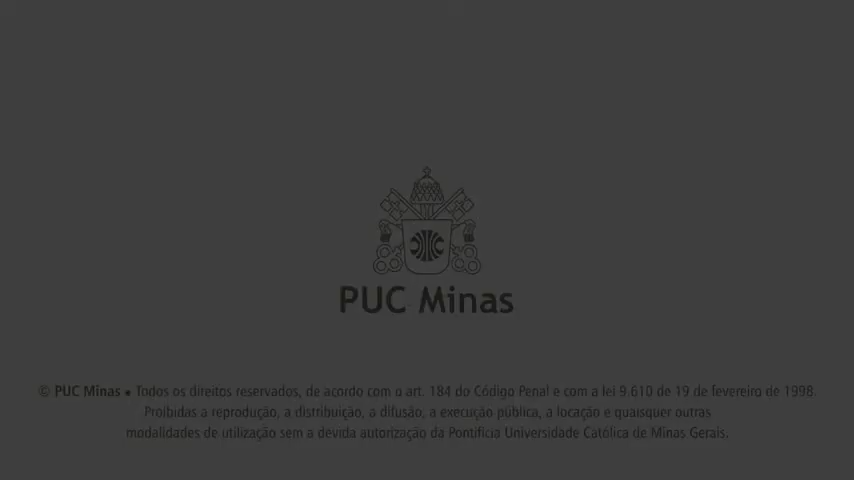 PUC Minas
© PUC Minas • Todos os direitos reservados, de acordo com o art. 184 do Código Penal e com a lei 9.610 de 19 de fevereiro de 1998.
Proibidas a reprodução, a distribuição, a difusão, a execução pública, a locação e quaisquer outras
modalidades de utilização sem a devida autorização da Pontifícia Universidade Católica de Minas Gerais.